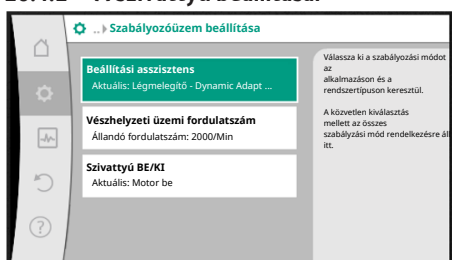 .. Szabályozóüzem beállítása
Beállítási asszisztens
Aktuális: Légmelegítő - Dynamic Adapt ...
Vészhelyzeti üzemi fordulatszám
Állandó fordulatszám: 2000/Min
Szivattyú BE/KI
Aktuális: Motor be
Válassza ki a szabályozási módot
az
alkalmazáson és a
rendszertípuson keresztül.
A közvetlen kiválasztás
mellett az összes
szabályzási mód rendelkezésre áll
itt.